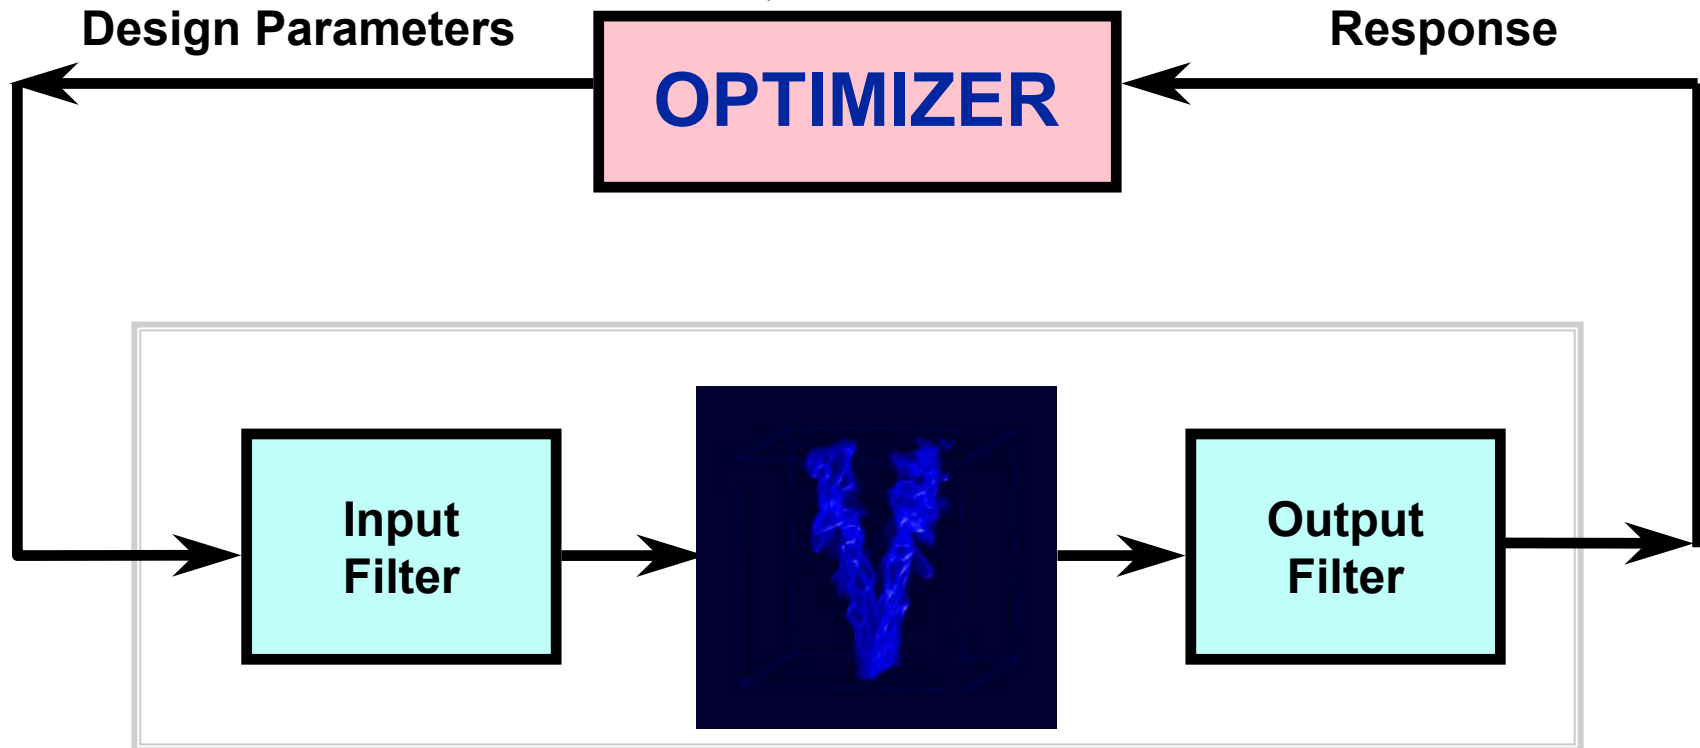 Design Parameters
OPTIMIZER
Response
Input
Filter
Output
Filter